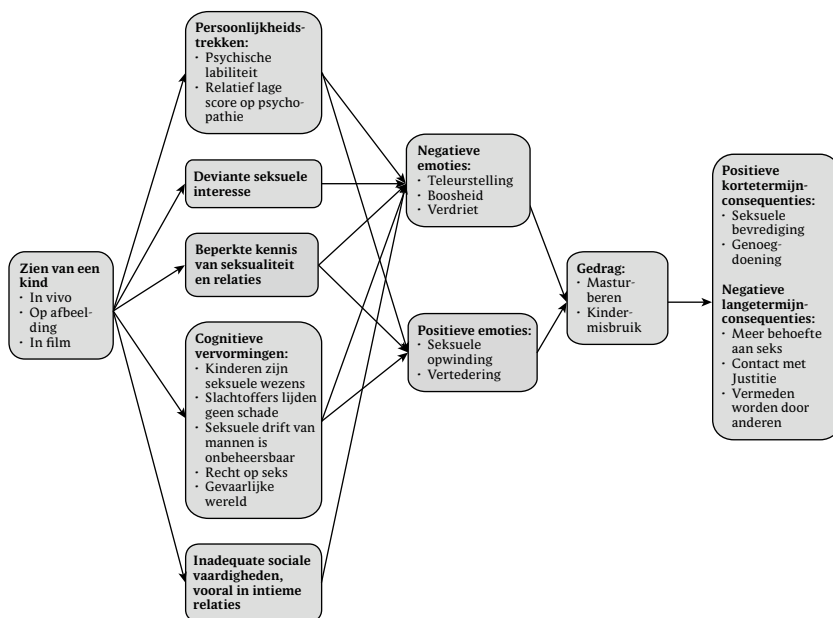 Persoonlijkheids-
trekken:
· Psychische
labiliteit
· Relatief lage
score op psycho-
pathie
Deviante seksuele
interesse
Beperkte kennis
van seksualiteit
en relaties
Zien van een
kind
· In vivo
· Op afbeel-
ding
· In film
Cognitieve
vervormingen:
· Kinderen zijn
seksuele wezens
· Slachtoffers lijden
geen schade
· Seksuele drift van
mannen is
onbeheersbaar
· Recht op seks
· Gevaarlijke
wereld
Inadequate sociale
vaardigheden,
vooral in intieme
relaties
Negatieve
emoties:
· Teleurstelling
· Boosheid
· Verdriet
Positieve emoties:
· Seksuele
opwinding
· Vertedering
Gedrag:
· Mastur-
beren
· Kinder-
misbruik
Positieve
kortetermijn-
consequenties:
· Seksuele
bevrediging
· Genoeg-
doening
Negatieve
langetermijn-
consequenties:
· Meer behoefte
aan seks
· Contact met
Justitie
· Vermeden
worden door
anderen